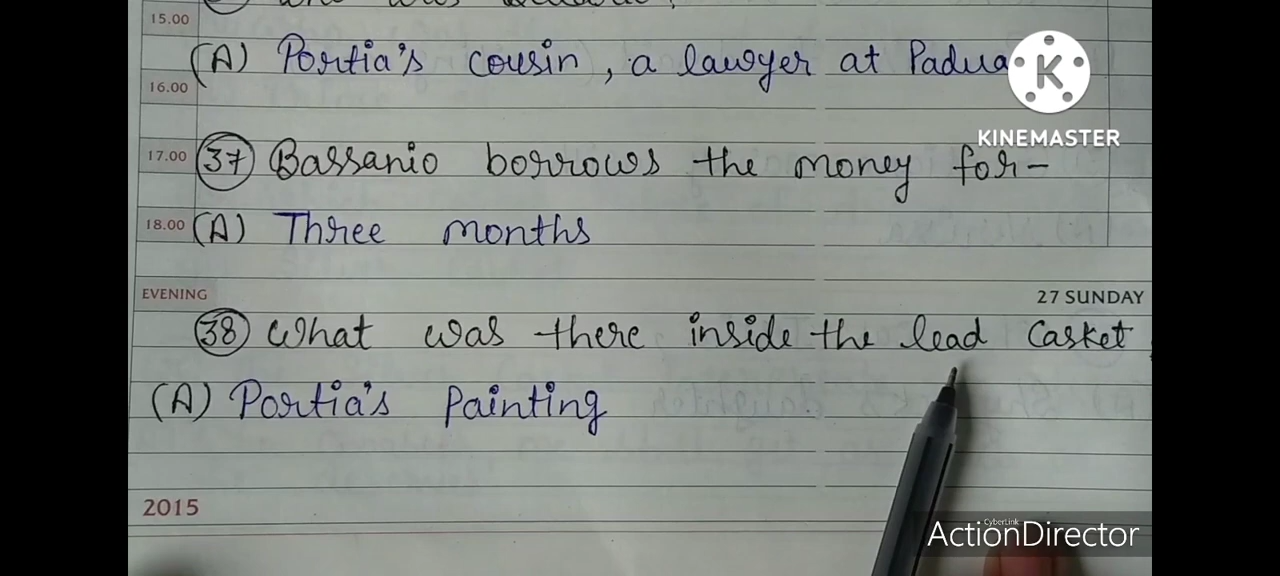 15.00
(A) Portia's cousin, a lawyer at Padua
16.00
KINEMASTER
17.00 (37) Bassanio borrows the money for-
18.00 (A) Three months
EVENING 27 SUNDAY
(38) What was there inside the lead Casket
(A) Portia's Painting
2015
CyberLink
ActionDirector